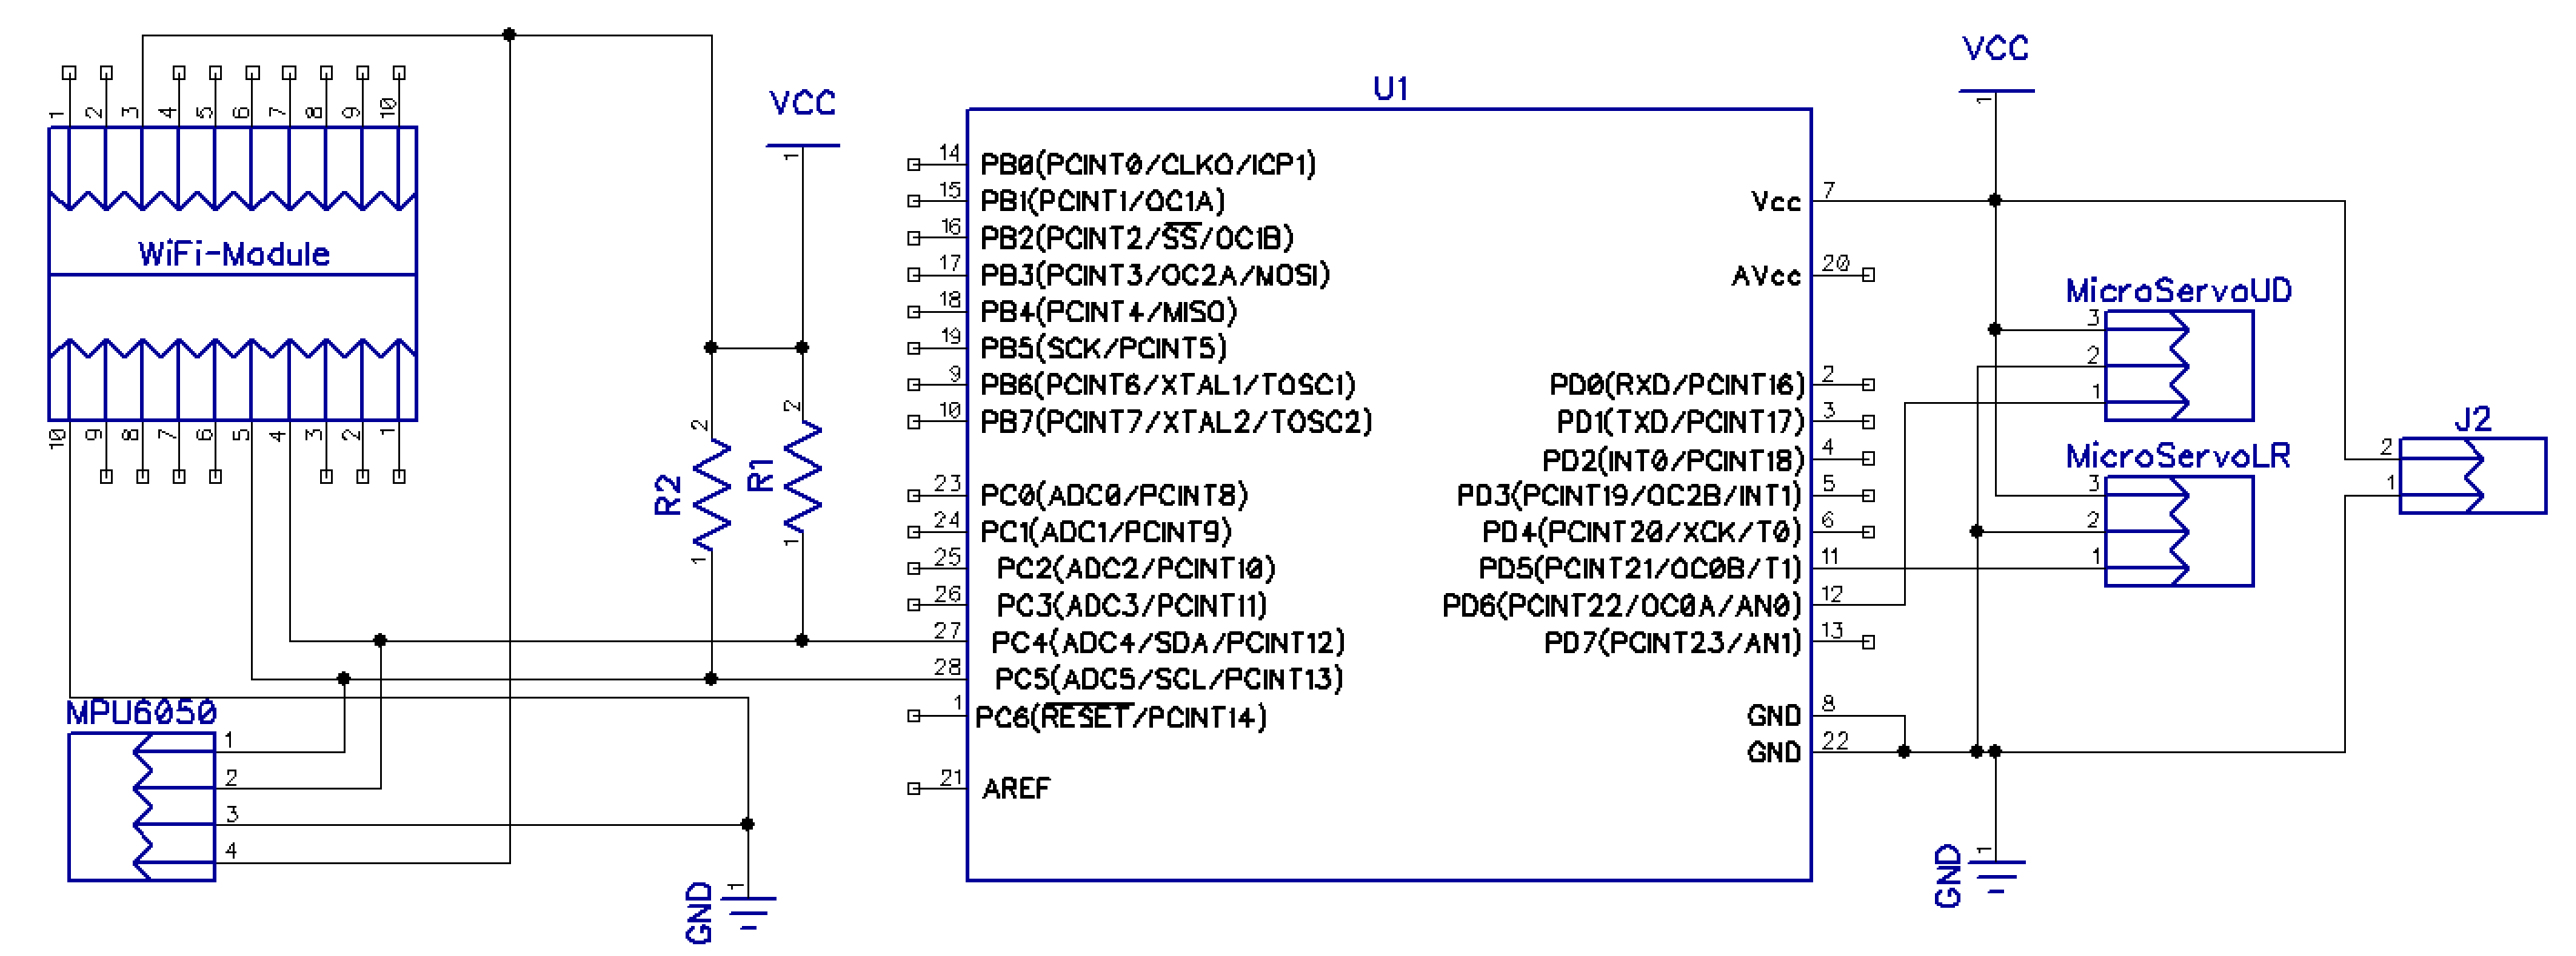 1 2 3 4 5 6 7 8 9 10
WiFi-Module
10 9 8 7 6 5 4 3 2 1
MPU6050
1
2
3
4
GND 1
VCC
1
R2 2 1
R1 2 1
U1
14 PB0(PCINT0/CLKO/ICP1)
15 PB1(PCINT1/OC1A)
16 PB2(PCINT2/SS/OC1B)
17 PB3(PCINT3/OC2A/MOSI)
18 PB4(PCINT4/MISO)
19 PB5(SCK/PCINT5)
9 PB6(PCINT6/XTAL1/TOSC1)
10 PB7(PCINT7/XTAL2/TOSC2)
23 PC0(ADC0/PCINT8)
24 PC1(ADC1/PCINT9)
25 PC2(ADC2/PCINT10)
26 PC3(ADC3/PCINT11)
27 PC4(ADC4/SDA/PCINT12)
28 PC5(ADC5/SCL/PCINT13)
1 PC6(RESET/PCINT14)
21 AREF
Vcc 7
AVcc 20
PD0(RXD/PCINT16) 2
PD1(TXD/PCINT17) 3
PD2(INT0/PCINT18) 4
PD3(PCINT19/OC2B/INT1) 5
PD4(PCINT20/XCK/T0) 6
PD5(PCINT21/OC0B/T1) 11
PD6(PCINT22/OC0A/AN0) 12
PD7(PCINT23/AN1) 13
GND 8
GND 22
VCC
1
MicroServoUD
3
2
1
MicroServoLR
3
2
1
J2
2
1
GND 1